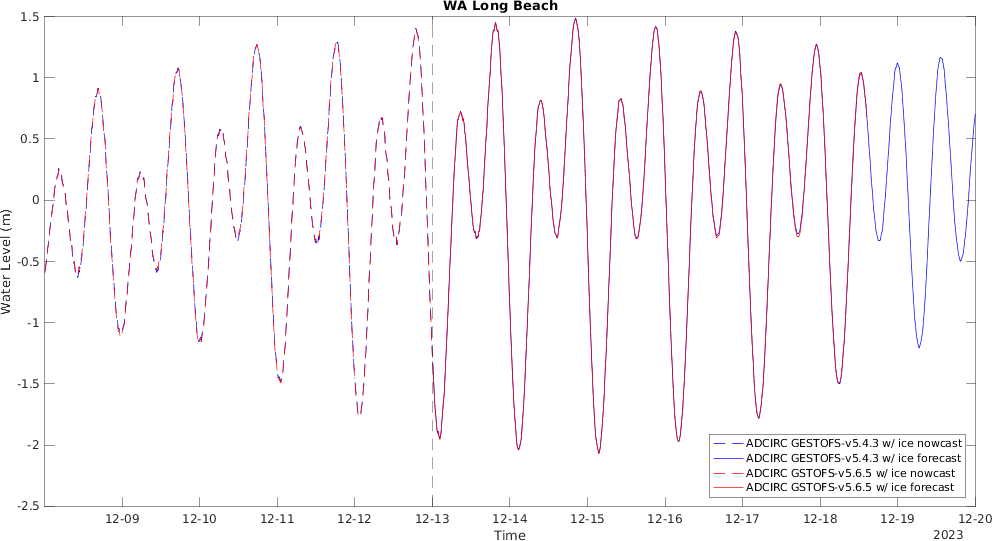 WA Long Beach
1.5
1
0.5
0
-0.5
-1
-1.5
-2
-2.5
Water Level (m)
ADCIRC GESTOFS-v5.4.3 w/ ice nowcast
ADCIRC GESTOFS-v5.4.3 w/ ice forecast
ADCIRC GSTOFS-v5.6.5 w/ ice nowcast
ADCIRC GSTOFS-v5.6.5 w/ ice forecast
12-09 12-10 12-11 12-12 12-13 12-14 12-15 12-16 12-17 12-18 12-19 12-20
Time
2023